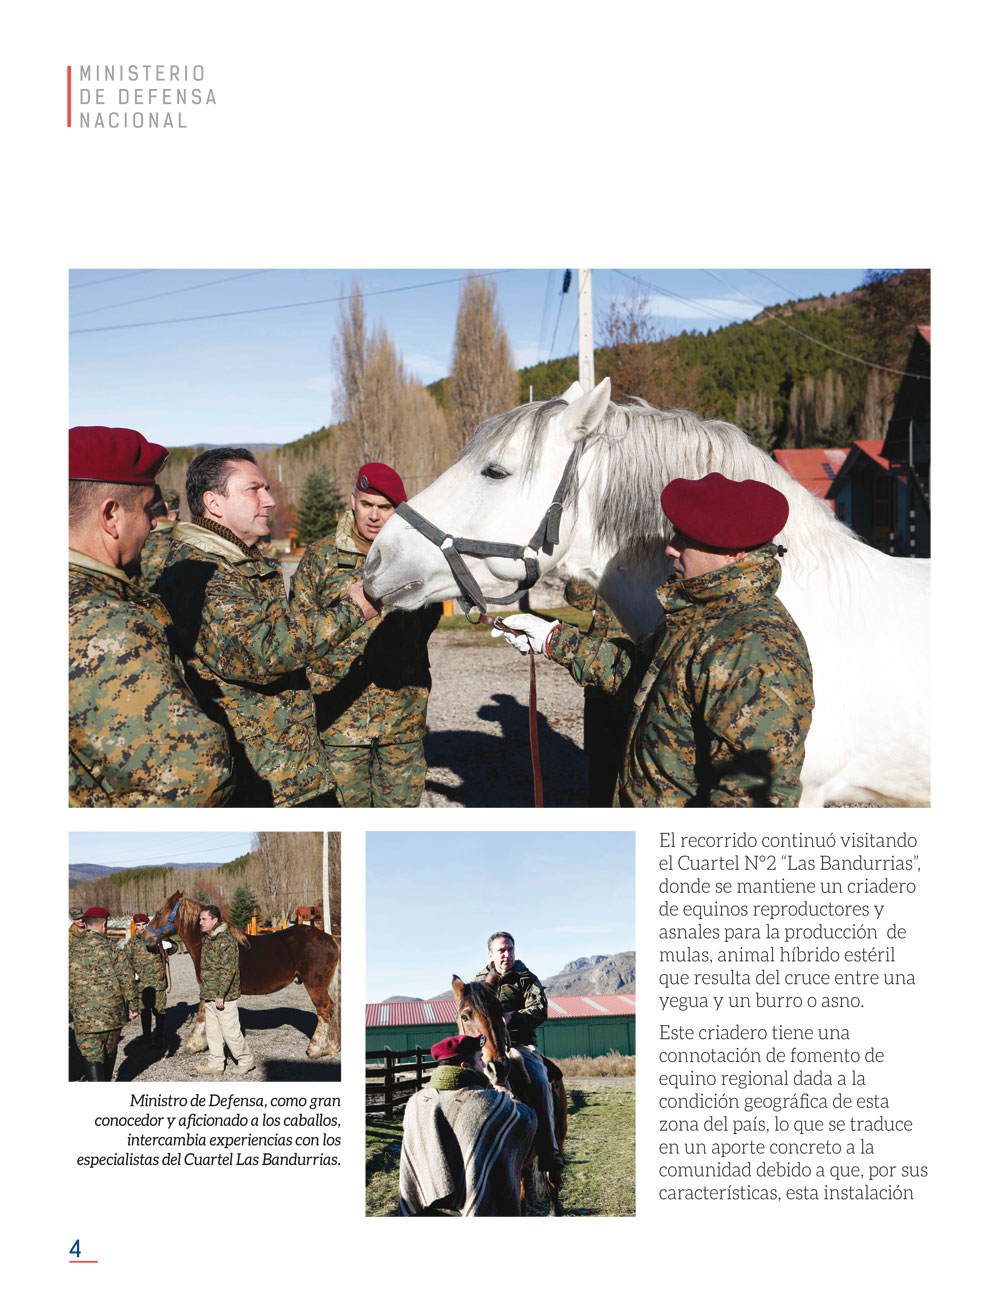 MINISTERIO
DE DEFENSA
NACIONAL
El recorrido continuó visitando
el Cuartel N°2 “Las Bandurrias”,
donde se mantiene un criadero
de equinos reproductores y
asnales para la producción de
mulas, animal híbrido estéril
que resulta del cruce entre una
yegua y un burro o asno.
Este criadero tiene una
connotación de fomento de
equino regional dada a la
condición geográfica de esta
zona del país, lo que se traduce
en un aporte concreto a la
comunidad debido a que, por sus
características, esta instalación
Ministro de Defensa, como gran
conocedor y aficionado a los caballos,
intercambia experiencias con los
especialistas del Cuartel Las Bandurrias.
4